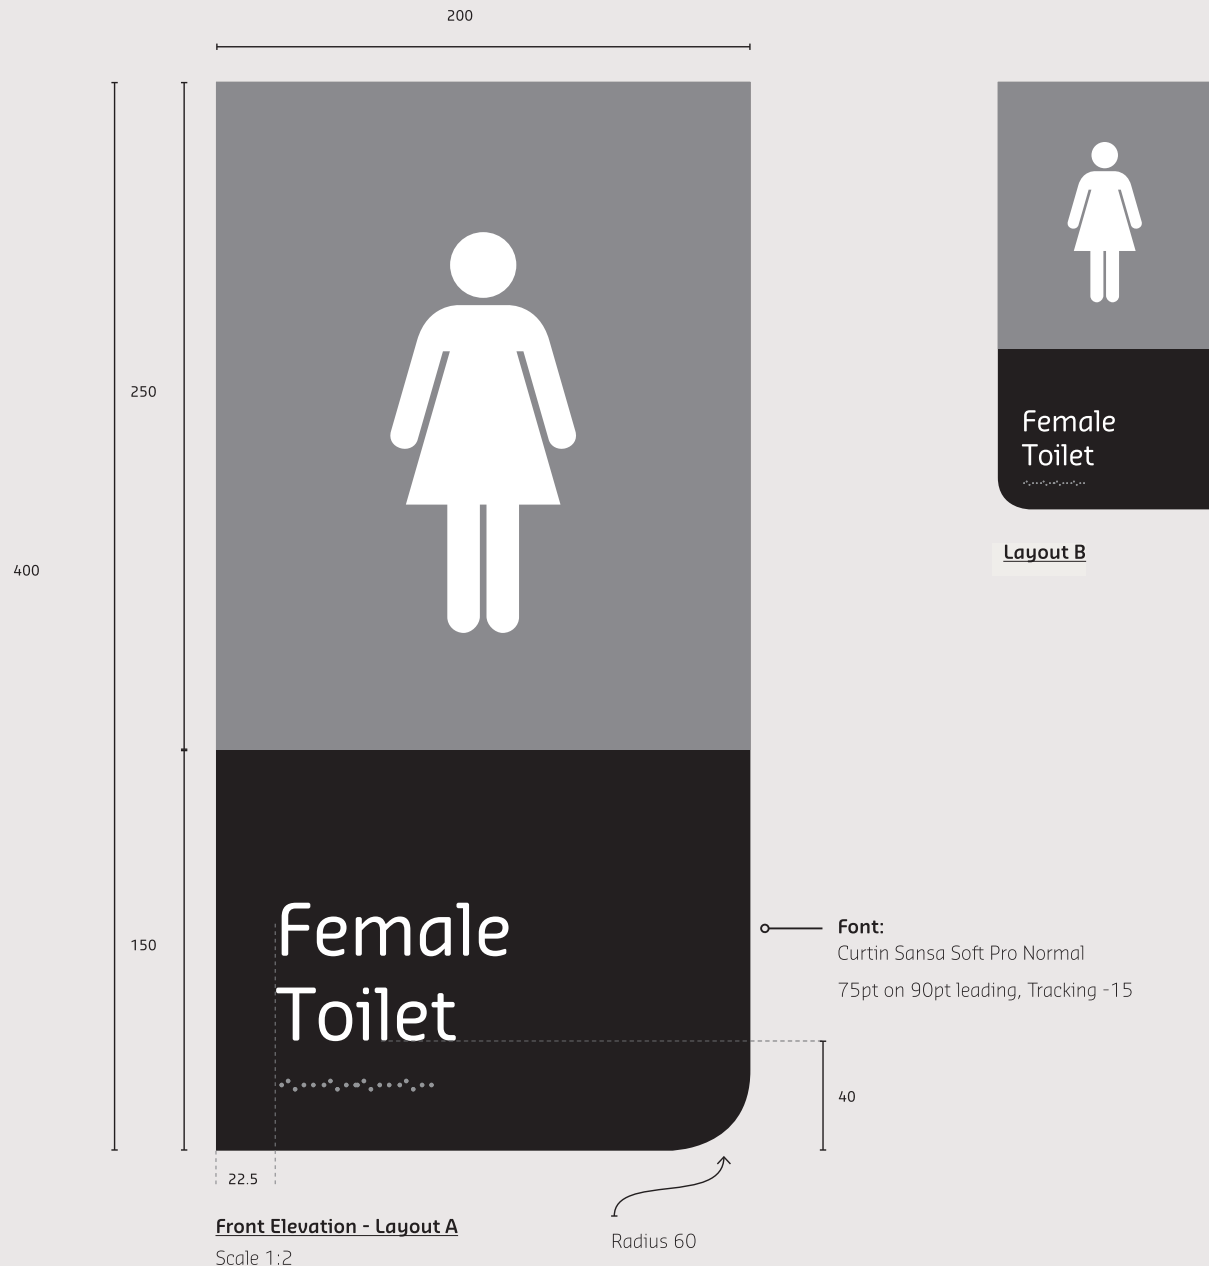 200
250
400
150
Female
Toilet
Font:
Curtin Sansa Soft Pro Normal
75pt on 90pt leading, Tracking -15
40
22.5
Front Elevation - Layout A
Scale 1:2
Radius 60
Female
Toilet
Layout B